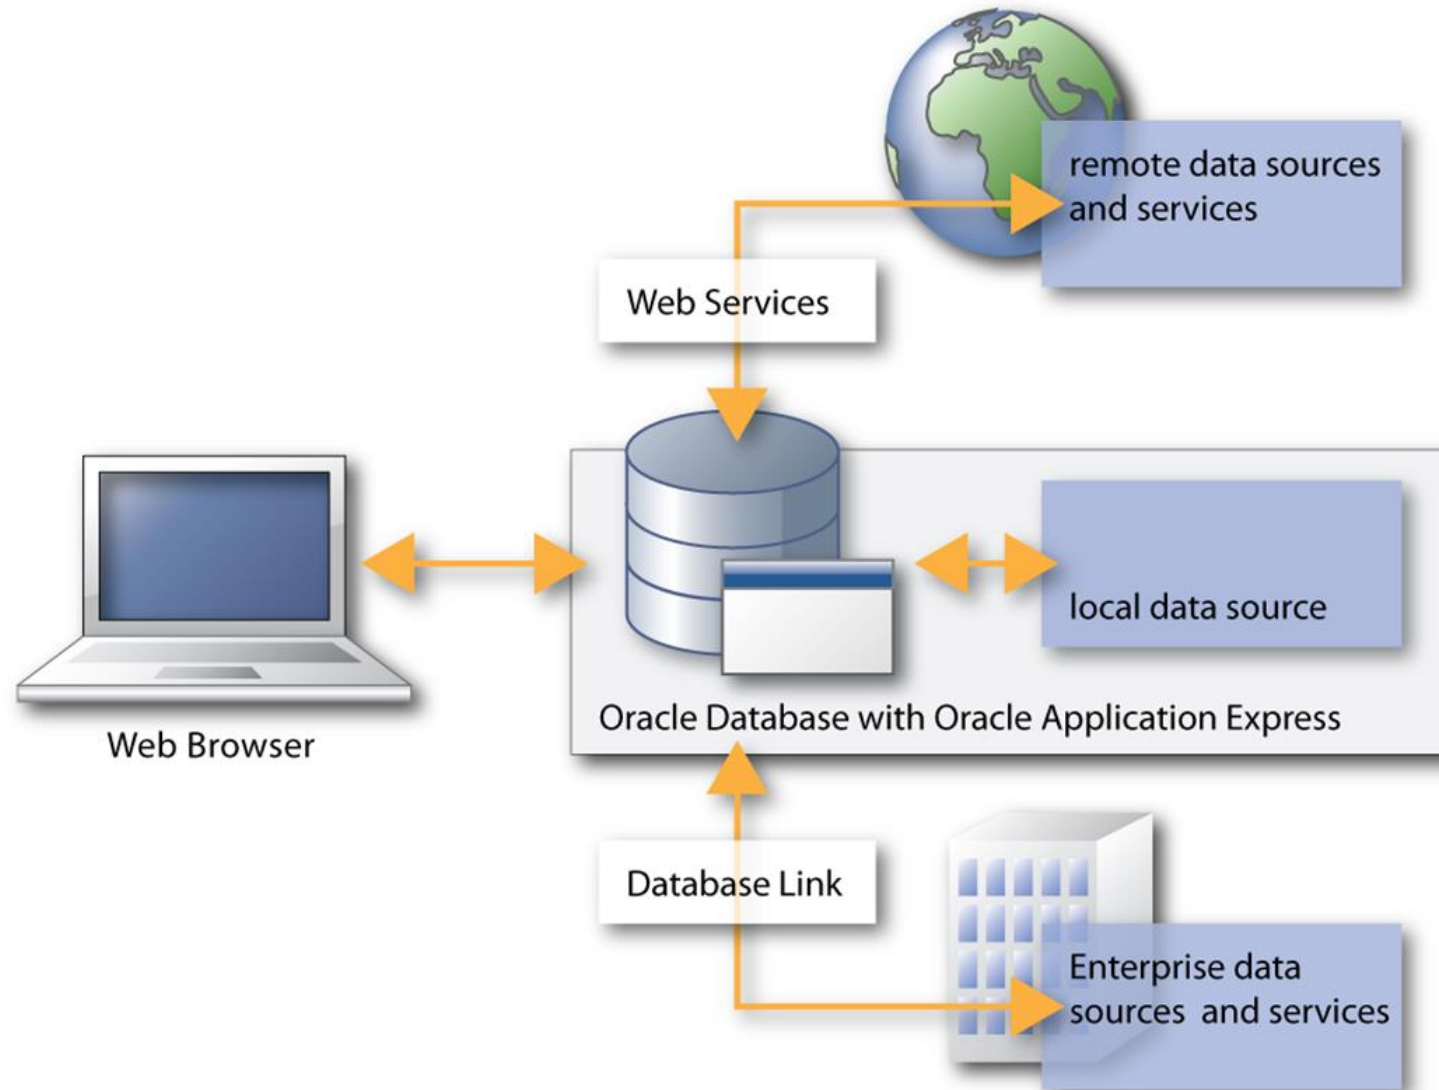 remote data sources
and services
Web Services
local data source
Oracle Database with Oracle Application Express
Web Browser
Database Link
Enterprise data
sources and services